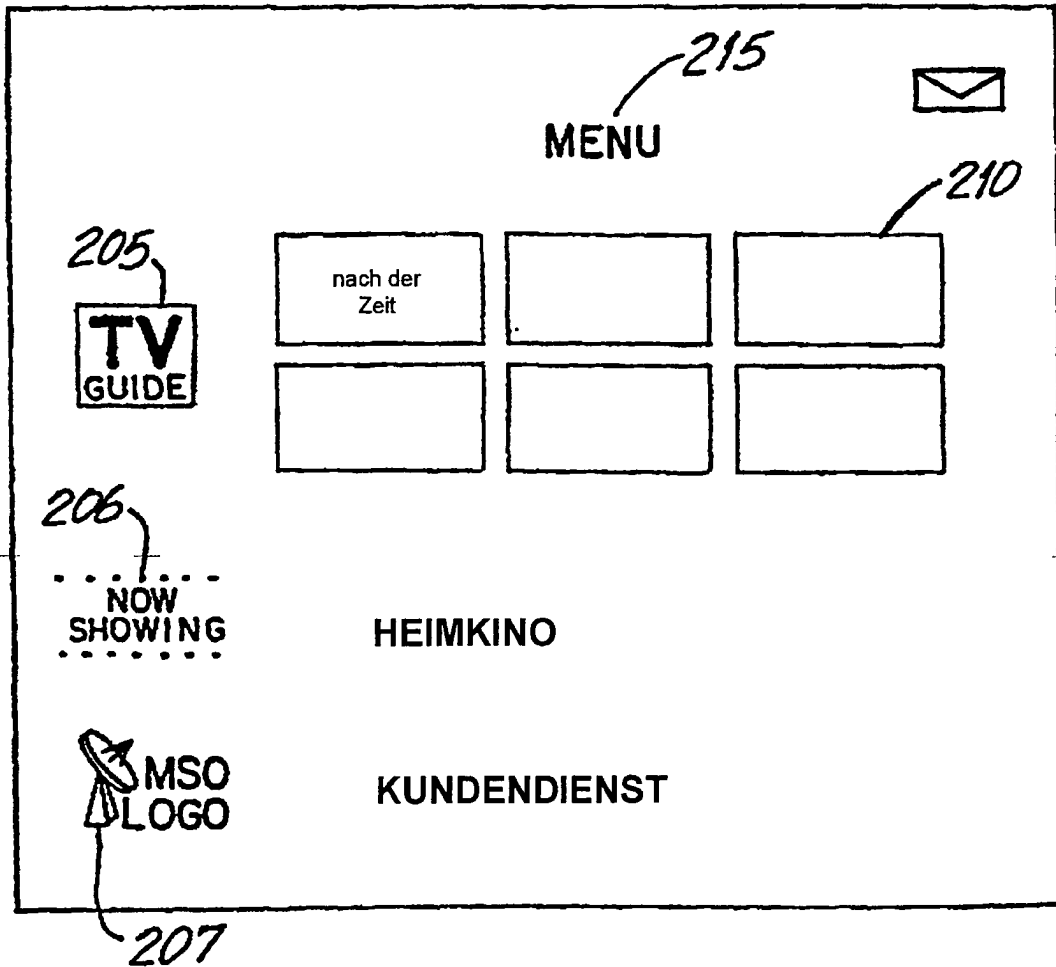 215
MENU
210
205
nach der
Zeit
TV
GUIDE
206
NOW
SHOWING
HEIMKINO
MSO
LOGO
KUNDENDIENST
207